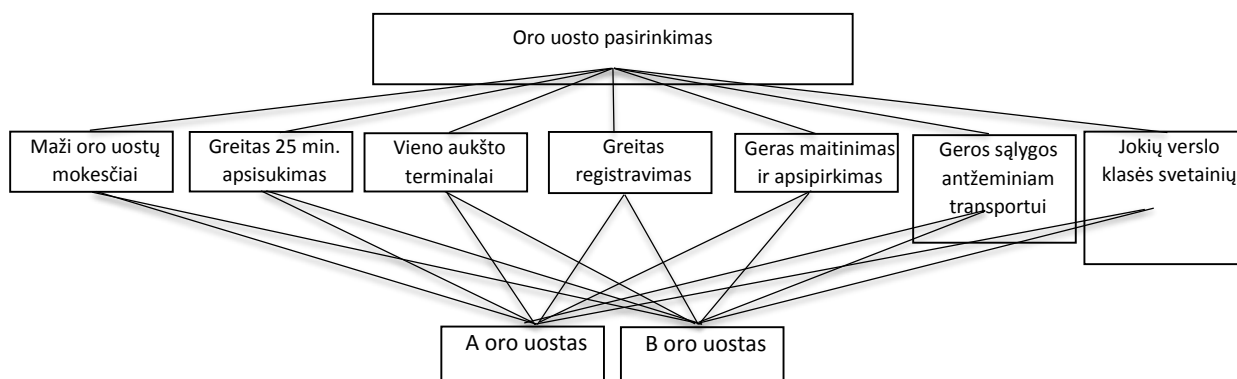 Oro uosto pasirinkimas
Maži oro uostų
mokesčiai
Greitas 25 min.
apsisukimas
Vieno aukšto
terminalai
Greitas
registravimas
Geras maitinimas
ir apsipirkimas
Geros sąlygos
antžeminiam
transportui
Jokių verslo
klasės svetainių
A oro uostas
B oro uostas